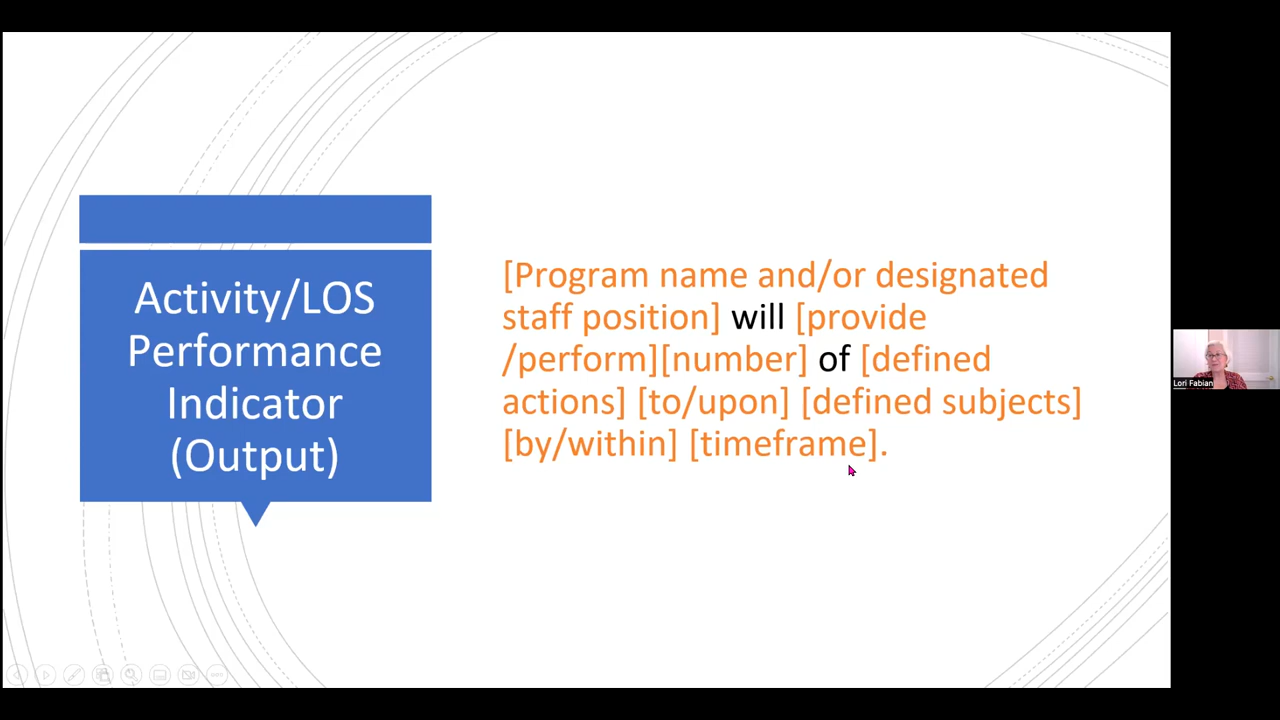 Activity/LOS
Performance
Indicator
(Output)
[Program name and/or designated
staff position] will [provide
/perform][number] of [defined
actions] [to/upon] [defined subjects]
[by/within] [timeframe].
Lori Fabian